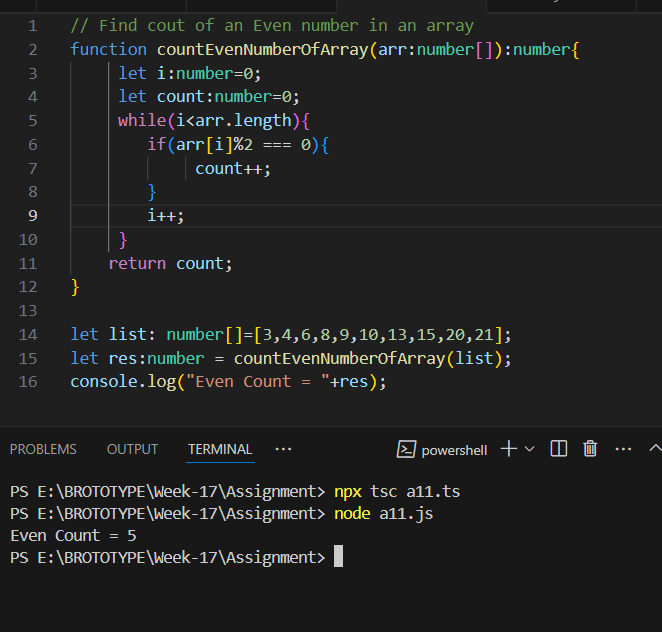 1 // Find cout of an Even number in an array
2 function countEvenNumberOfArray(arr:number[]):number{
3 let i:number=0;
4 let count:number=0;
5 while(i<arr.length){
6 if(arr[i]%2 === 0){
7 count++;
8 }
9 i++;
10 }
11 return count;
12 }
13
14 let list: number[]=[3,4,6,8,9,10,13,15,20,21];
15 let res:number = countEvenNumberOfArray(list);
16 console.log("Even Count = "+res);
PROBLEMS OUTPUT TERMINAL ··· powershell ···
PS E:\BROTOTYPE\Week-17\Assignment> npx tsc a11.ts
PS E:\BROTOTYPE\Week-17\Assignment> node a11.js
Even Count = 5
PS E:\BROTOTYPE\Week-17\Assignment>